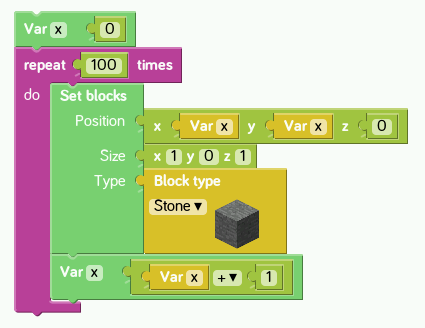 Var x 0
repeat 100 times
do Set blocks
Position x Var x y Var x z 0
Size x 1 y 0 z 1
Type Block type
Stone ▾
Var x Var x + ▾ 1